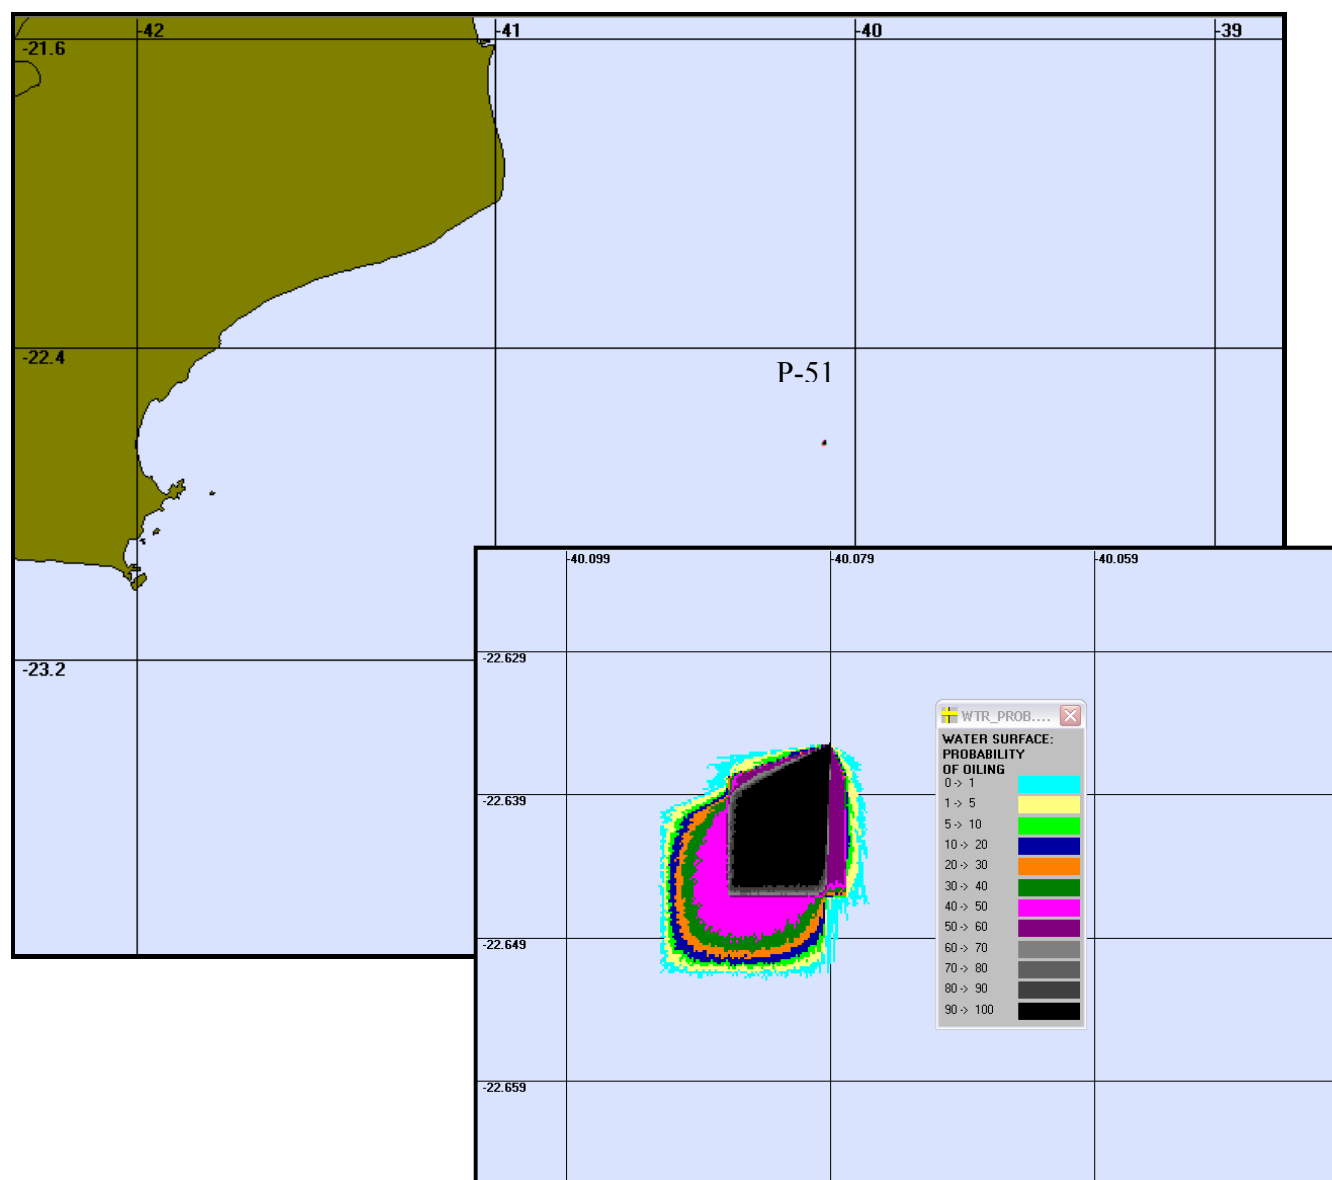 -42
-41
-40
-39
-21.6
-22.4
P-51
-23.2
-40.099
-40.079
-40.059
-22.629
WTR_PROB....
WATER SURFACE:
PROBABILITY
OF OILING
0 -> 1
1 -> 5
5 -> 10
10 -> 20
20 -> 30
30 -> 40
40 -> 50
50 -> 60
60 -> 70
70 -> 80
80 -> 90
90 -> 100
-22.639
-22.649
-22.659